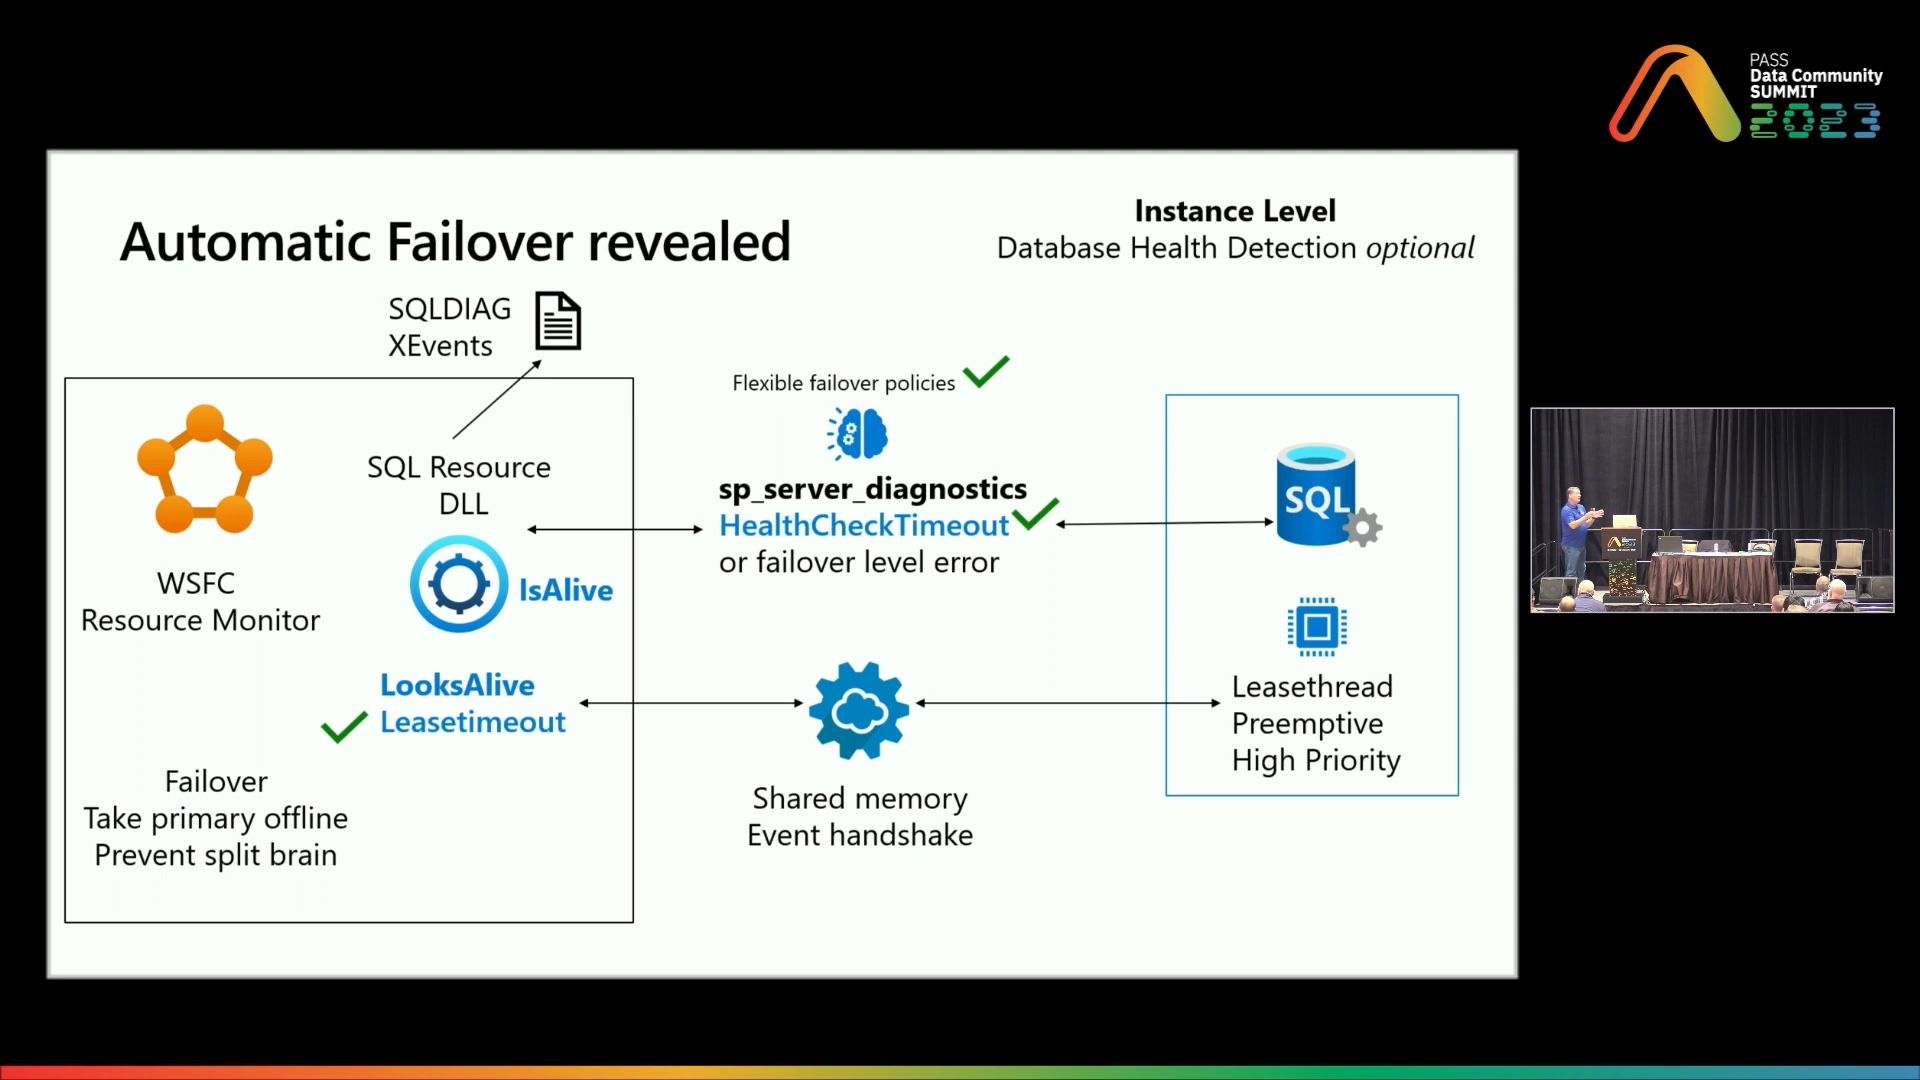 PASS
Data Community
SUMMIT
2023
Automatic Failover revealed
Instance Level
Database Health Detection optional
SQLDIAG
XEvents
Flexible failover policies
SQL Resource
DLL
sp_server_diagnostics
HealthCheckTimeout
or failover level error
SQL
WSFC
Resource Monitor
IsAlive
LooksAlive
Leasetimeout
Leasethread
Preemptive
High Priority
Failover
Take primary offline
Prevent split brain
Shared memory
Event handshake